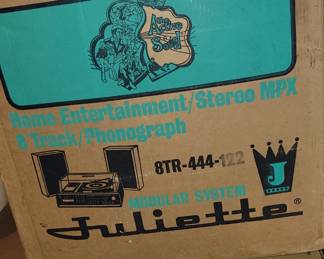 Home Entertainment/Stereo MPX
8 Track/Phonograph
8TR-444-122
J
MODULAR SYSTEM
Juliette®